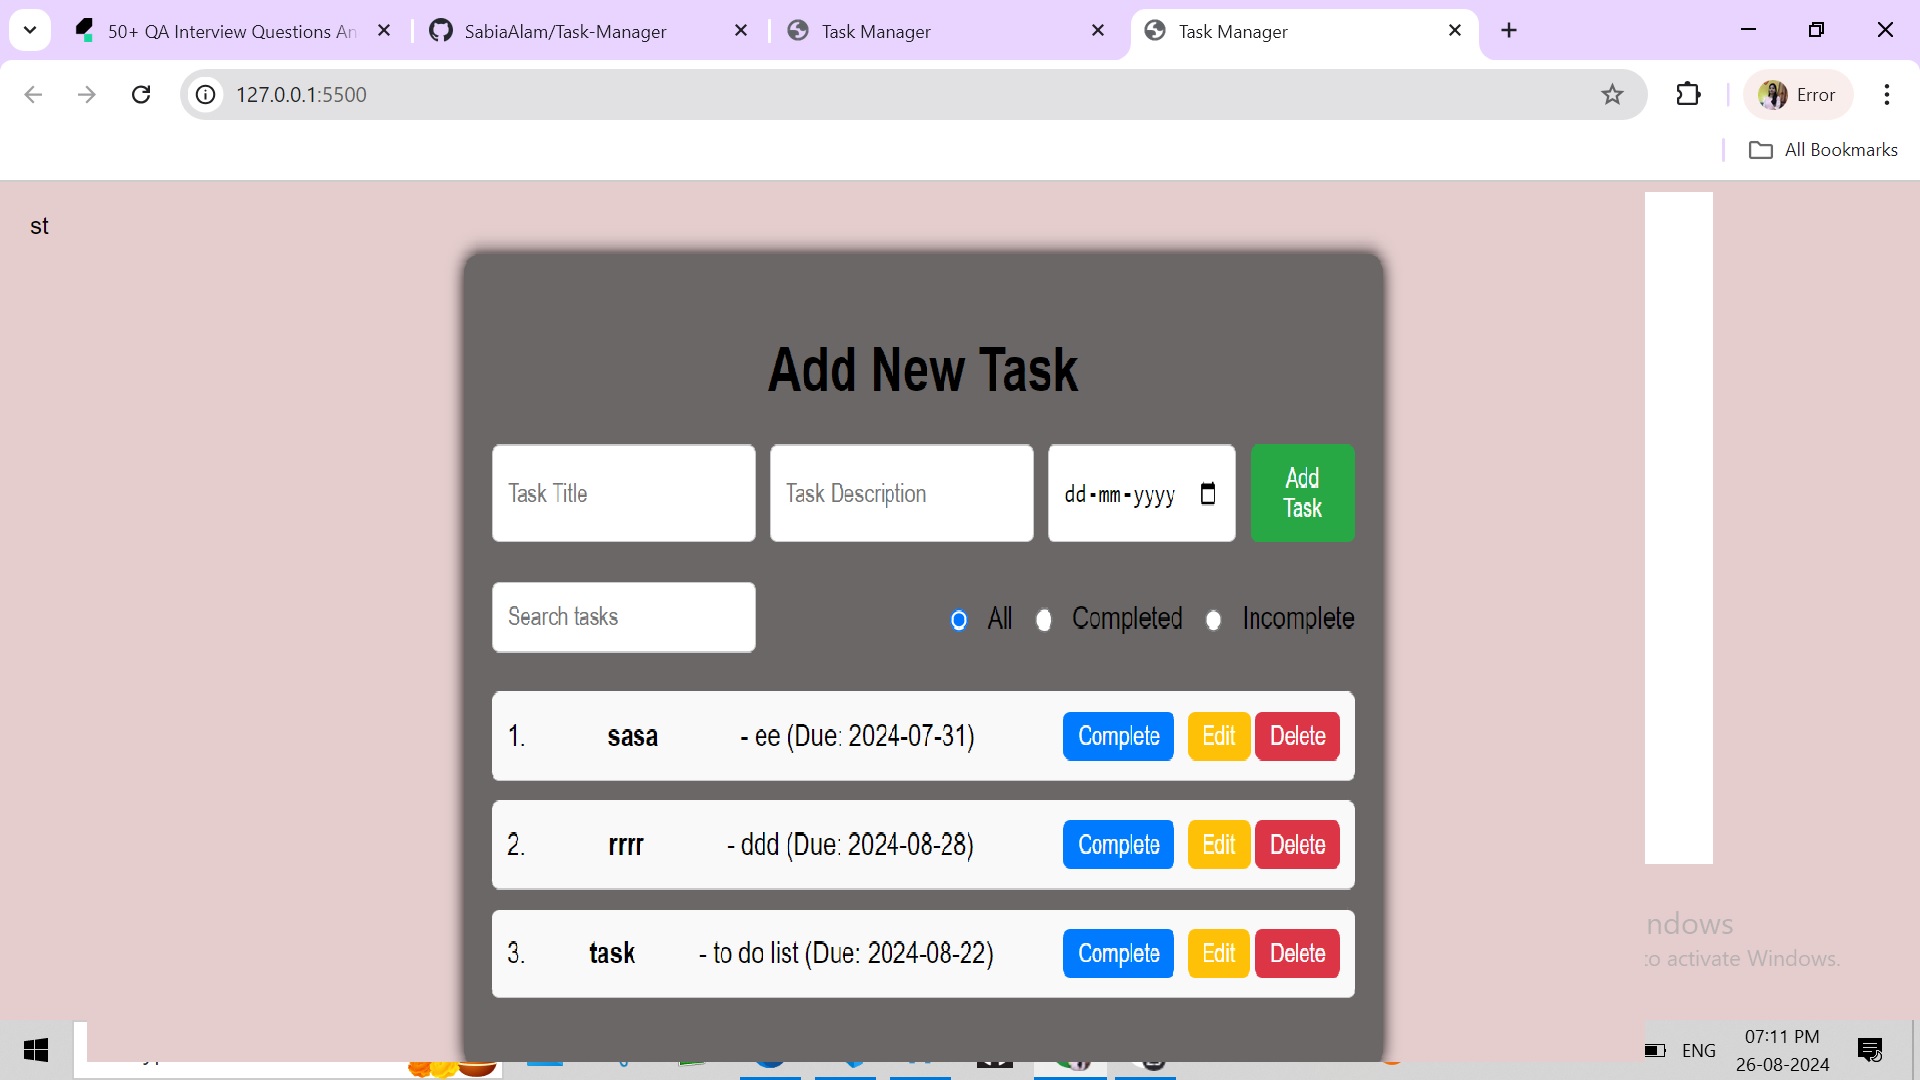 50+ QA Interview Questions An
SabiaAlam/Task-Manager
Task Manager
Task Manager
127.0.0.1:5500
Error
All Bookmarks
st
Add New Task
Task Title
Task Description
dd-mm-yyyy
Add
Task
Search tasks
All Completed Incomplete
1. sasa - ee (Due: 2024-07-31) Complete Edit Delete
2. rrrr - ddd (Due: 2024-08-28) Complete Edit Delete
3. task - to do list (Due: 2024-08-22) Complete Edit Delete
ndows
to activate Windows.
ENG
07:11 PM
26-08-2024